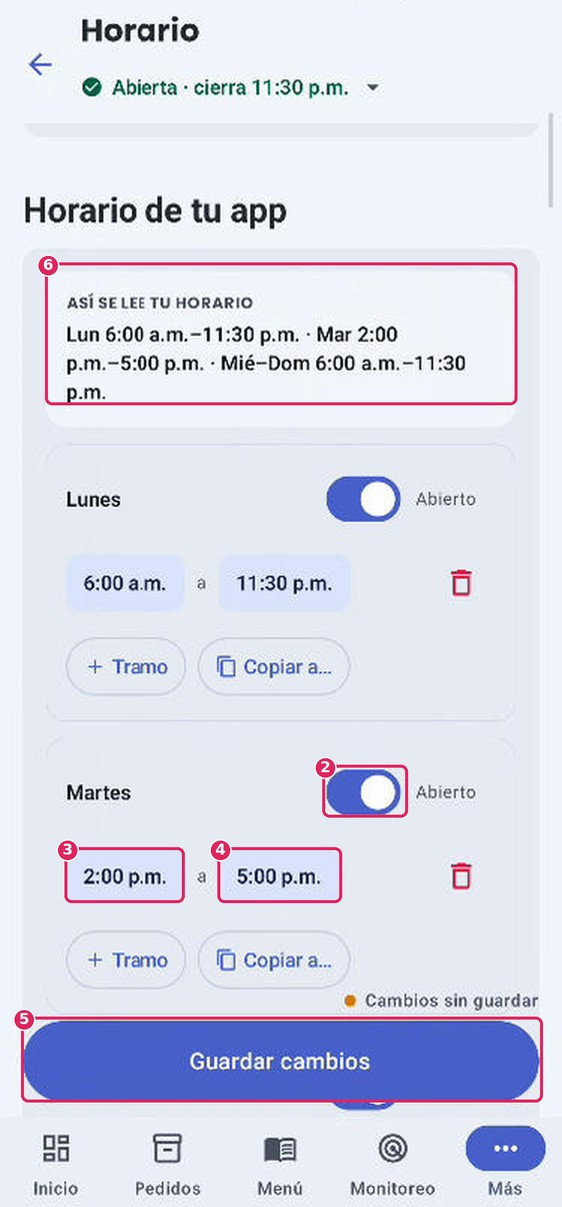 Horario
Abierta · cierra 11:30 p.m.
Horario de tu app
6
ASÍ SE LEE TU HORARIO
Lun 6:00 a.m.–11:30 p.m. · Mar 2:00
p.m.–5:00 p.m. · Mié–Dom 6:00 a.m.–11:30
p.m.
Lunes
Abierto
6:00 a.m. a 11:30 p.m.
+ Tramo
Copiar a...
2
Martes
Abierto
3
4
2:00 p.m. a 5:00 p.m.
+ Tramo
Copiar a...
Cambios sin guardar
5
Guardar cambios
Inicio
Pedidos
Menú
Monitoreo
Más